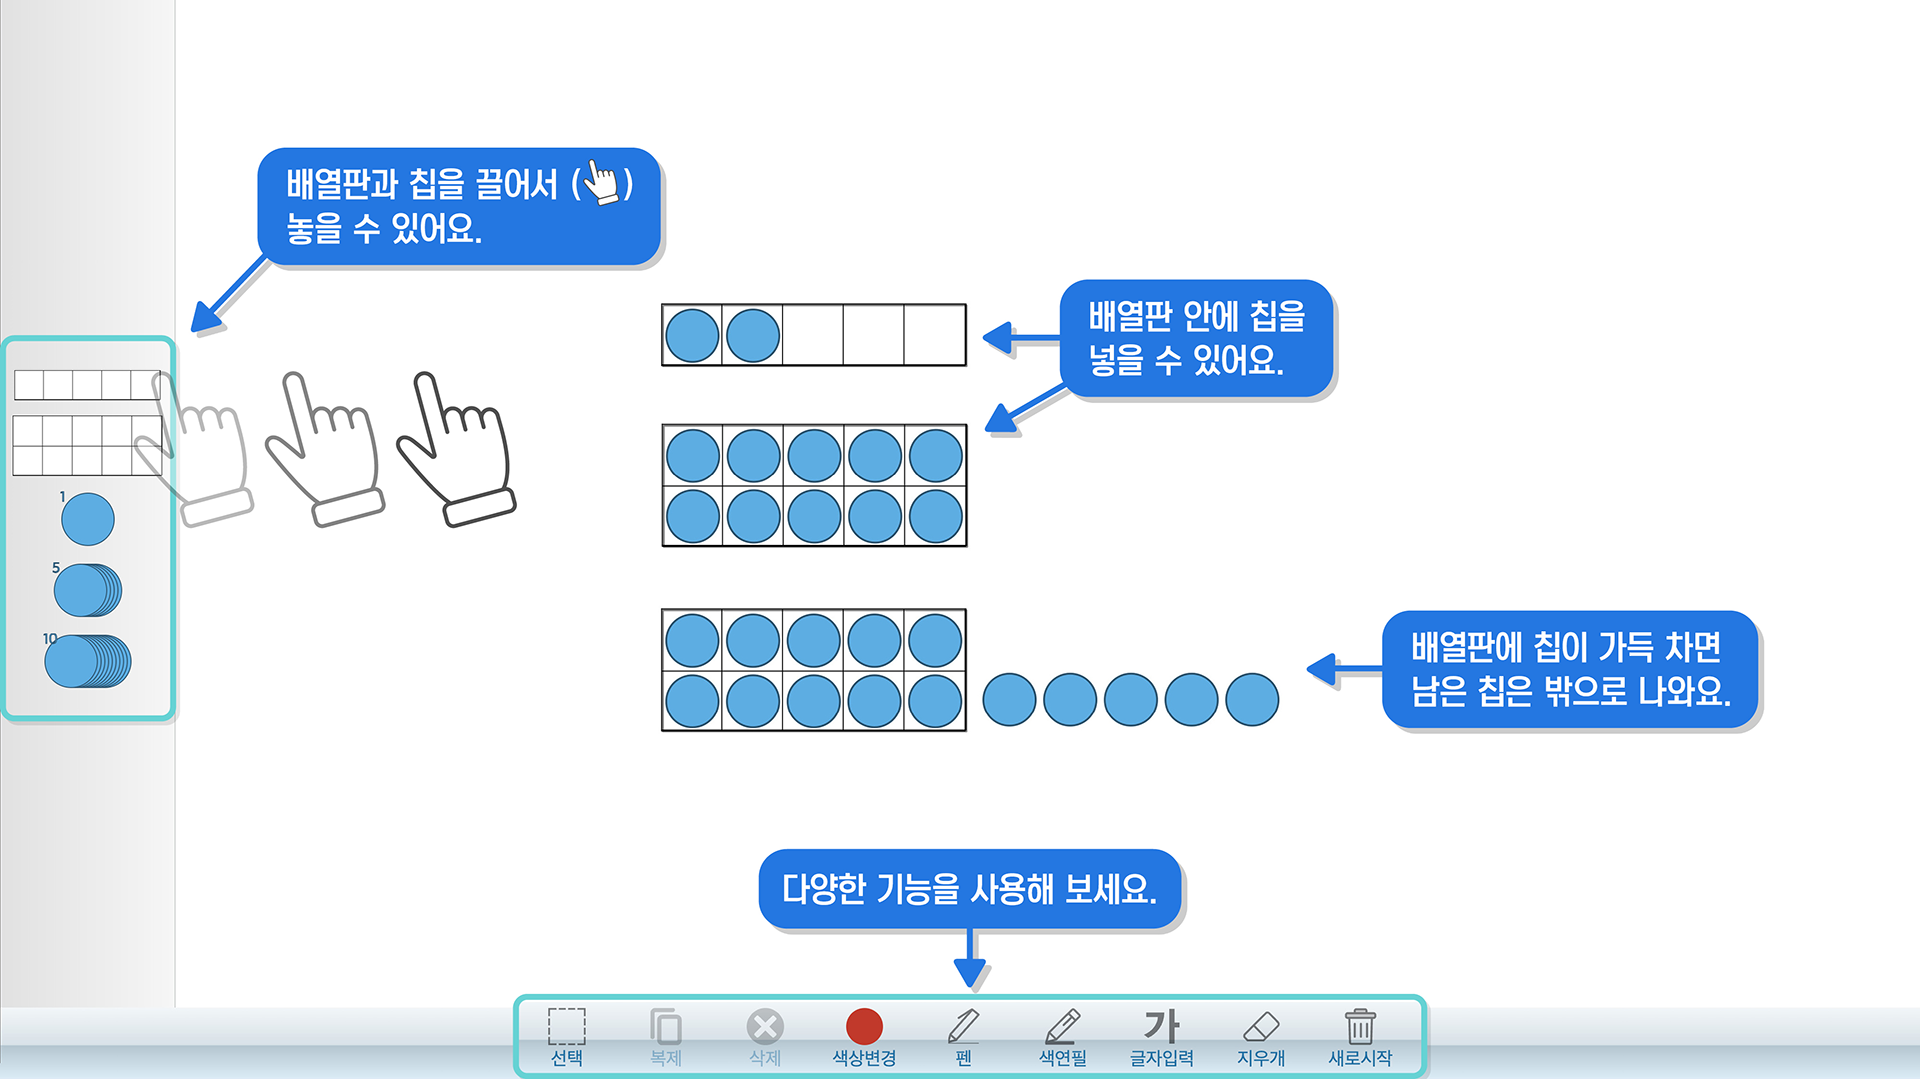 배열판과 칩을 끌어서 ( )
놓을 수 있어요.
배열판 안에 칩을
넣을 수 있어요.
1
5
10
배열판에 칩이 가득 차면
남은 칩은 밖으로 나와요.
다양한 기능을 사용해 보세요.
가
선택 복제 삭제 색상변경 펜 색연필 글자입력 지우개 새로시작